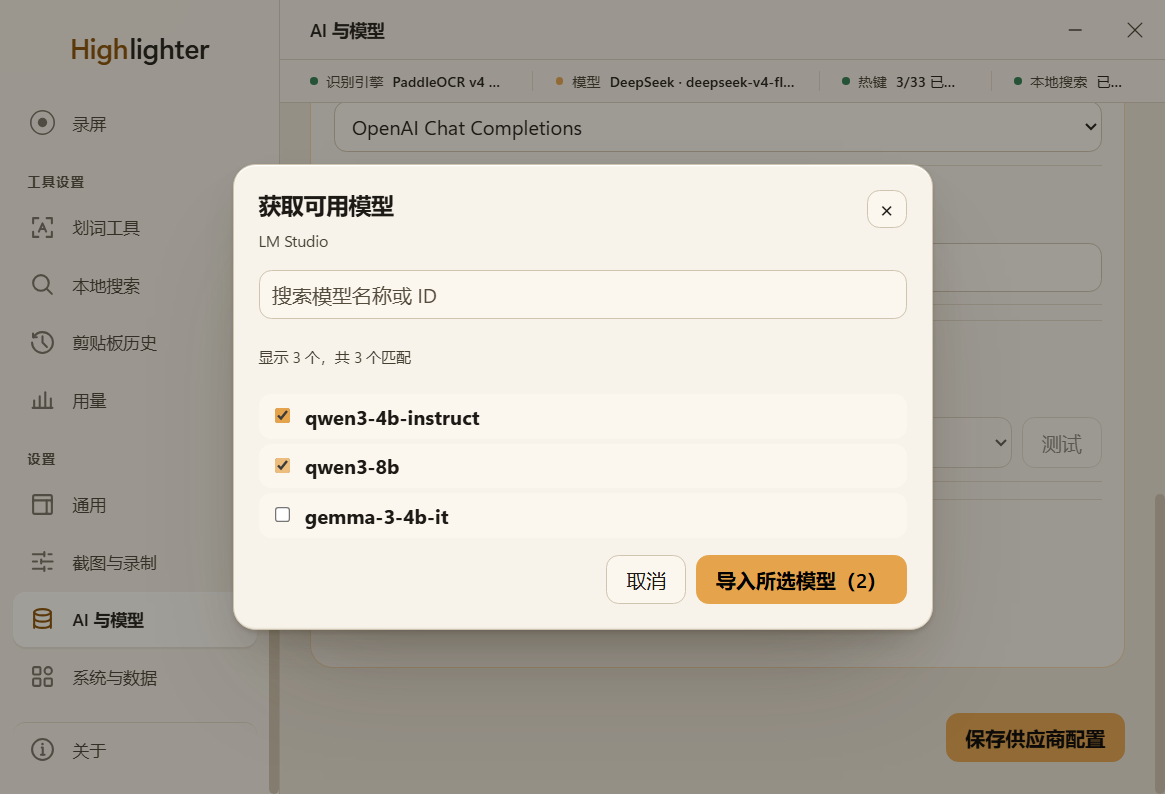 Highlighter
录屏
工具设置
划词工具
本地搜索
剪贴板历史
用量
设置
通用
截图与录制
AI 与模型
系统与数据
关于
AI 与模型
识别引擎 PaddleOCR v4 ...
模型 DeepSeek · deepseek-v4-fl...
热键 3/33 已...
本地搜索 已...
OpenAI Chat Completions
获取可用模型
×
LM Studio
搜索模型名称或 ID
显示 3 个，共 3 个匹配
qwen3-4b-instruct
qwen3-8b
gemma-3-4b-it
取消
导入所选模型（2）
测试
保存供应商配置